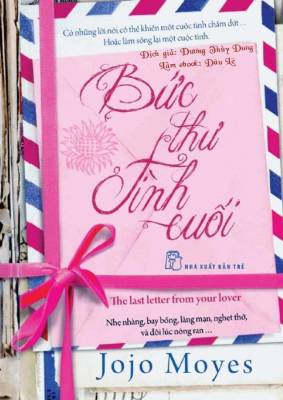 Có những lời nói có thể khiến một cuộc tình chấm dứt ...
Hoặc làm sống lại một cuộc tình.
Dịch giả: Dương Thùy Dung
Làm ebook: Dâu Lê
Bức
thư
Tình
cuối
NHÀ XUẤT BẢN TRẺ
The last letter from your lover
Nhẹ nhàng, bay bổng, lãng mạn, nghẹt thở,
và đôi lúc nóng ran ...
Jojo Moyes